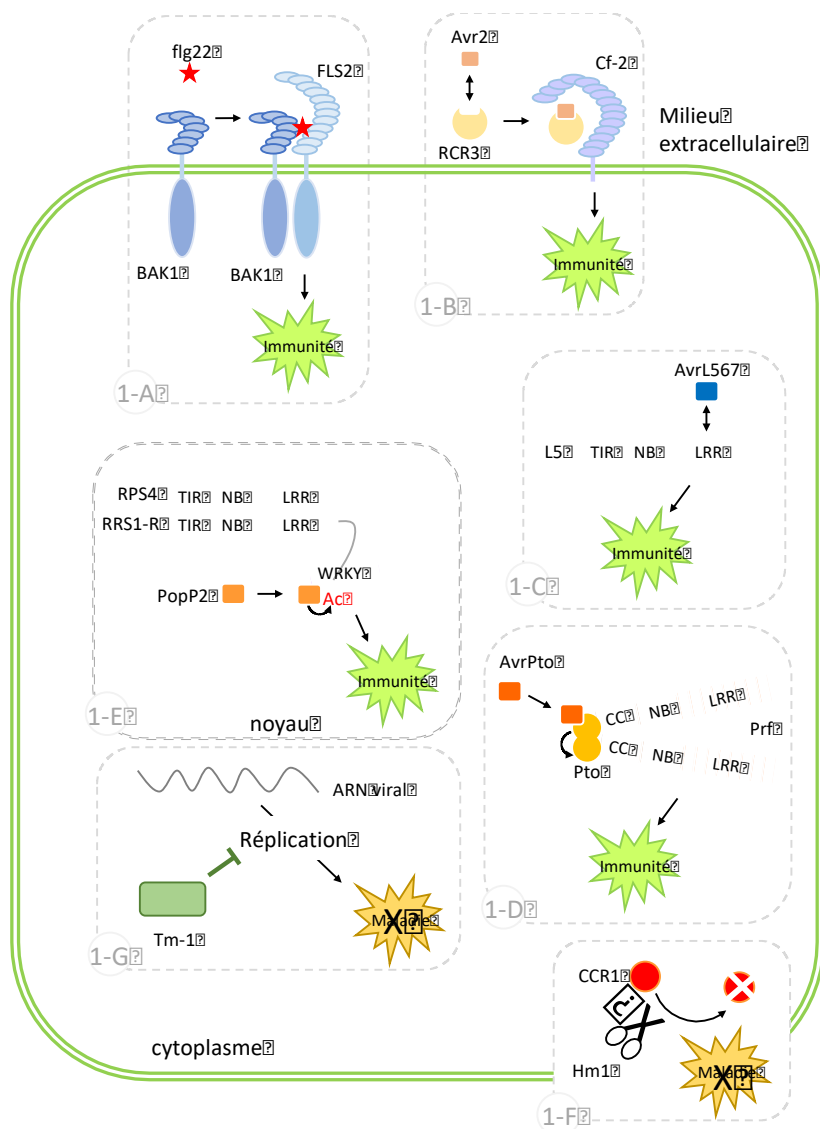 flg22
FLS2
BAK1
BAK1
Immunité
1-A
Avr2
Cf-2
RCR3
Immunité
1-B
Milieu
extracellulaire
AvrL567
L5 TIR NB LRR
Immunité
1-C
RPS4 TIR NB LRR
RRS1-R TIR NB LRR
WRKY
PopP2
Ac
Immunité
1-E
noyau
AvrPto
CC NB LRR
Prf
CC NB LRR
Pto
Immunité
1-D
ARN viral
Réplication
Tm-1
Maladie
X
1-G
CCR1
Hm1
Maladie
X
1-F
cytoplasme